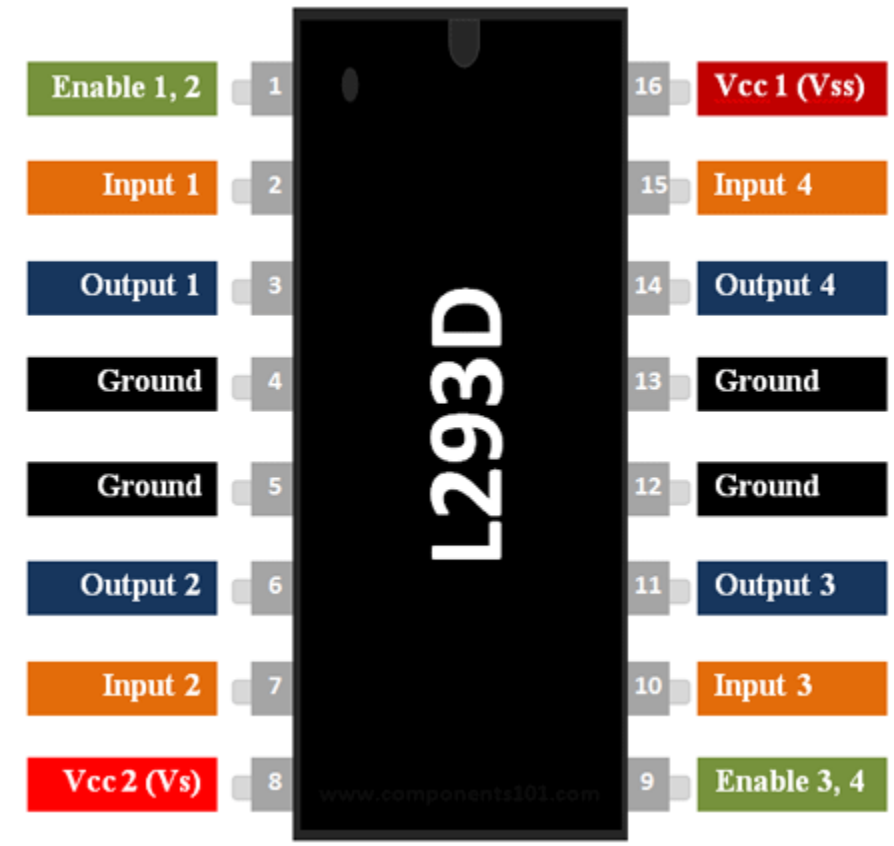 Enable 1, 2 1 16 Vcc 1 (Vss)
Input 1 2 15 Input 4
Output 1 3 14 Output 4
Ground 4 13 Ground
L293D
Ground 5 12 Ground
Output 2 6 11 Output 3
Input 2 7 10 Input 3
Vcc 2 (Vs) 8 9 Enable 3, 4
www.components101.com